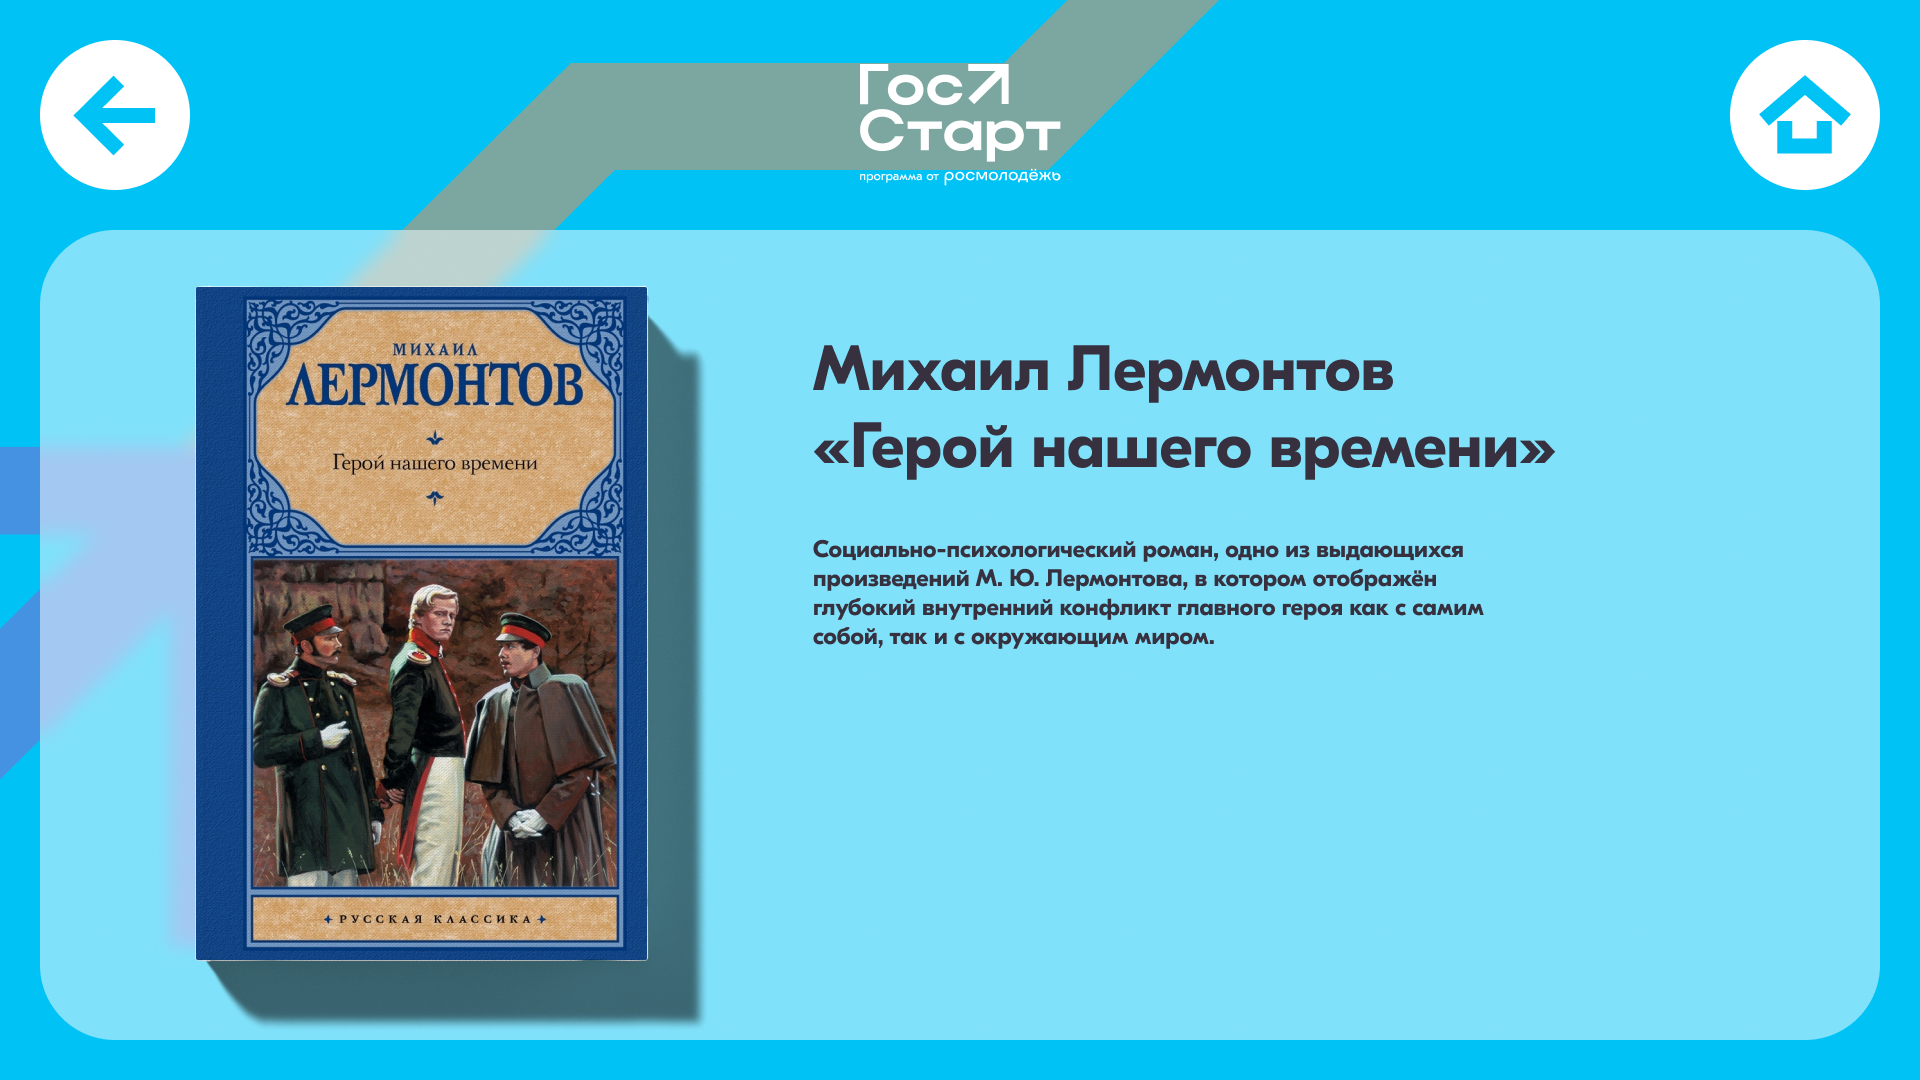 Гос
Старт
программа от росмолодёжь
МИХАИЛ
ЛЕРМОНТОВ
Герой нашего времени
РУССКАЯ КЛАССИКА
Михаил Лермонтов
«Герой нашего времени»
Социально-психологический роман, одно из выдающихся
произведений М. Ю. Лермонтова, в котором отображён
глубокий внутренний конфликт главного героя как с самим
собой, так и с окружающим миром.